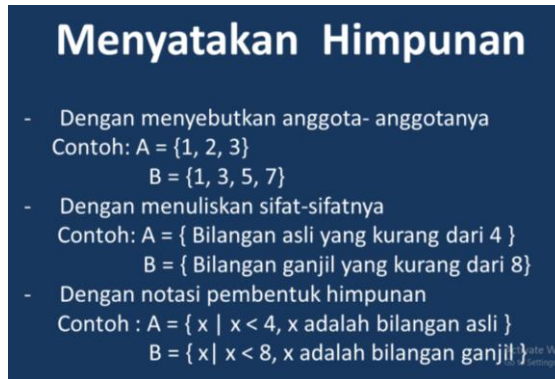 Menyatakan Himpunan
- Dengan menyebutkan anggota- anggotanya
Contoh: A = {1, 2, 3}
B = {1, 3, 5, 7}
- Dengan menuliskan sifat-sifatnya
Contoh: A = { Bilangan asli yang kurang dari 4 }
B = { Bilangan ganjil yang kurang dari 8}
- Dengan notasi pembentuk himpunan
Contoh : A = { x | x < 4, x adalah bilangan asli }
B = { x| x < 8, x adalah bilangan ganjil }